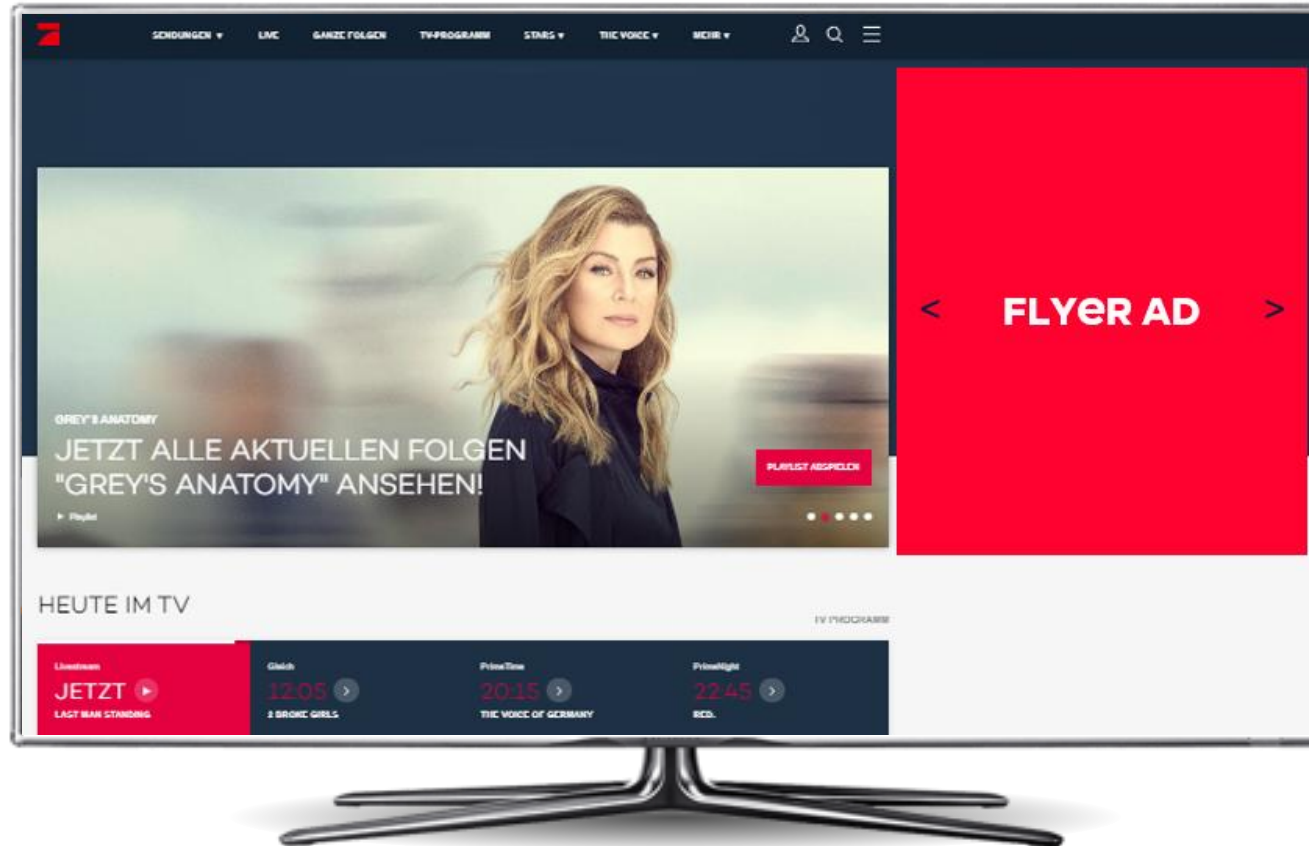 SENDUNGEN ▾ LIVE GANZE FOLGEN TV-PROGRAMM STARS ▾ THE VOICE ▾ MEHR ▾
< FLYER AD >
GREY'S ANATOMY
JETZT ALLE AKTUELLEN FOLGEN
"GREY'S ANATOMY" ANSEHEN!
PLAYLIST ABSPIELEN
Playlist
HEUTE IM TV
TV PROGRAMM
Livestream
JETZT
LAST MAN STANDING
Gleich
12:05
2 BROKE GIRLS
PrimeTime
20:15
THE VOICE OF GERMANY
PrimeNight
22:45
RED.